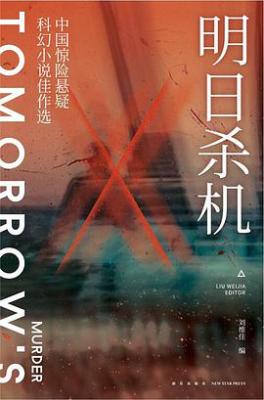 明日杀机
中国惊险悬疑
科幻小说佳作选
TOMORROW'S
MURDER
LIU WEIJIA
EDITOR
刘维佳 编
新星出版社 NEW STAR PRESS